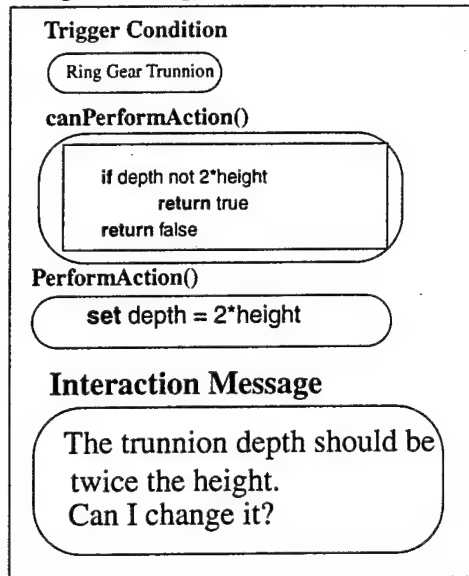 Trigger Condition
Ring Gear Trunnion
canPerformAction()
if depth not 2*height
return true
return false
PerformAction()
set depth = 2*height
Interaction Message
The trunnion depth should be
twice the height.
Can I change it?